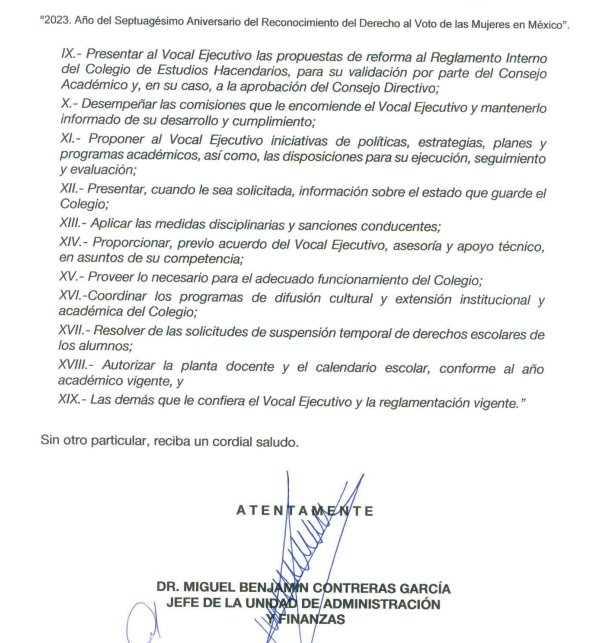 "2023. Año del Septuagésimo Aniversario del Reconocimiento del Derecho al Voto de las Mujeres en México".
IX.- Presentar al Vocal Ejecutivo las propuestas de reforma al Reglamento Interno
del Colegio de Estudios Hacendarios, para su validación por parte del Consejo
Académico y, en su caso, a la aprobación del Consejo Directivo;
X.- Desempeñar las comisiones que le encomiende el Vocal Ejecutivo y mantenerlo
informado de su desarrollo y cumplimiento;
XI.- Proponer al Vocal Ejecutivo iniciativas de políticas, estrategias, planes y
programas académicos, así como, las disposiciones para su ejecución, seguimiento
y evaluación;
XII.- Presentar, cuando le sea solicitada, información sobre el estado que guarde el
Colegio;
XIII.- Aplicar las medidas disciplinarias y sanciones conducentes;
XIV.- Proporcionar, previo acuerdo del Vocal Ejecutivo, asesoría y apoyo técnico,
en asuntos de su competencia;
XV.- Proveer lo necesario para el adecuado funcionamiento del Colegio;
XVI.-Coordinar los programas de difusión cultural y extensión institucional y
académica del Colegio;
XVII.- Resolver de las solicitudes de suspensión temporal de derechos escolares de
los alumnos;
XVIII.- Autorizar la planta docente y el calendario escolar, conforme al año
académico vigente, y
XIX.- Las demás que le confiera el Vocal Ejecutivo y la reglamentación vigente."
Sin otro particular, reciba un cordial saludo.
A T E N T A M E N T E
DR. MIGUEL BENJAMÍN CONTRERAS GARCÍA
JEFE DE LA UNIDAD DE ADMINISTRACIÓN
Y FINANZAS